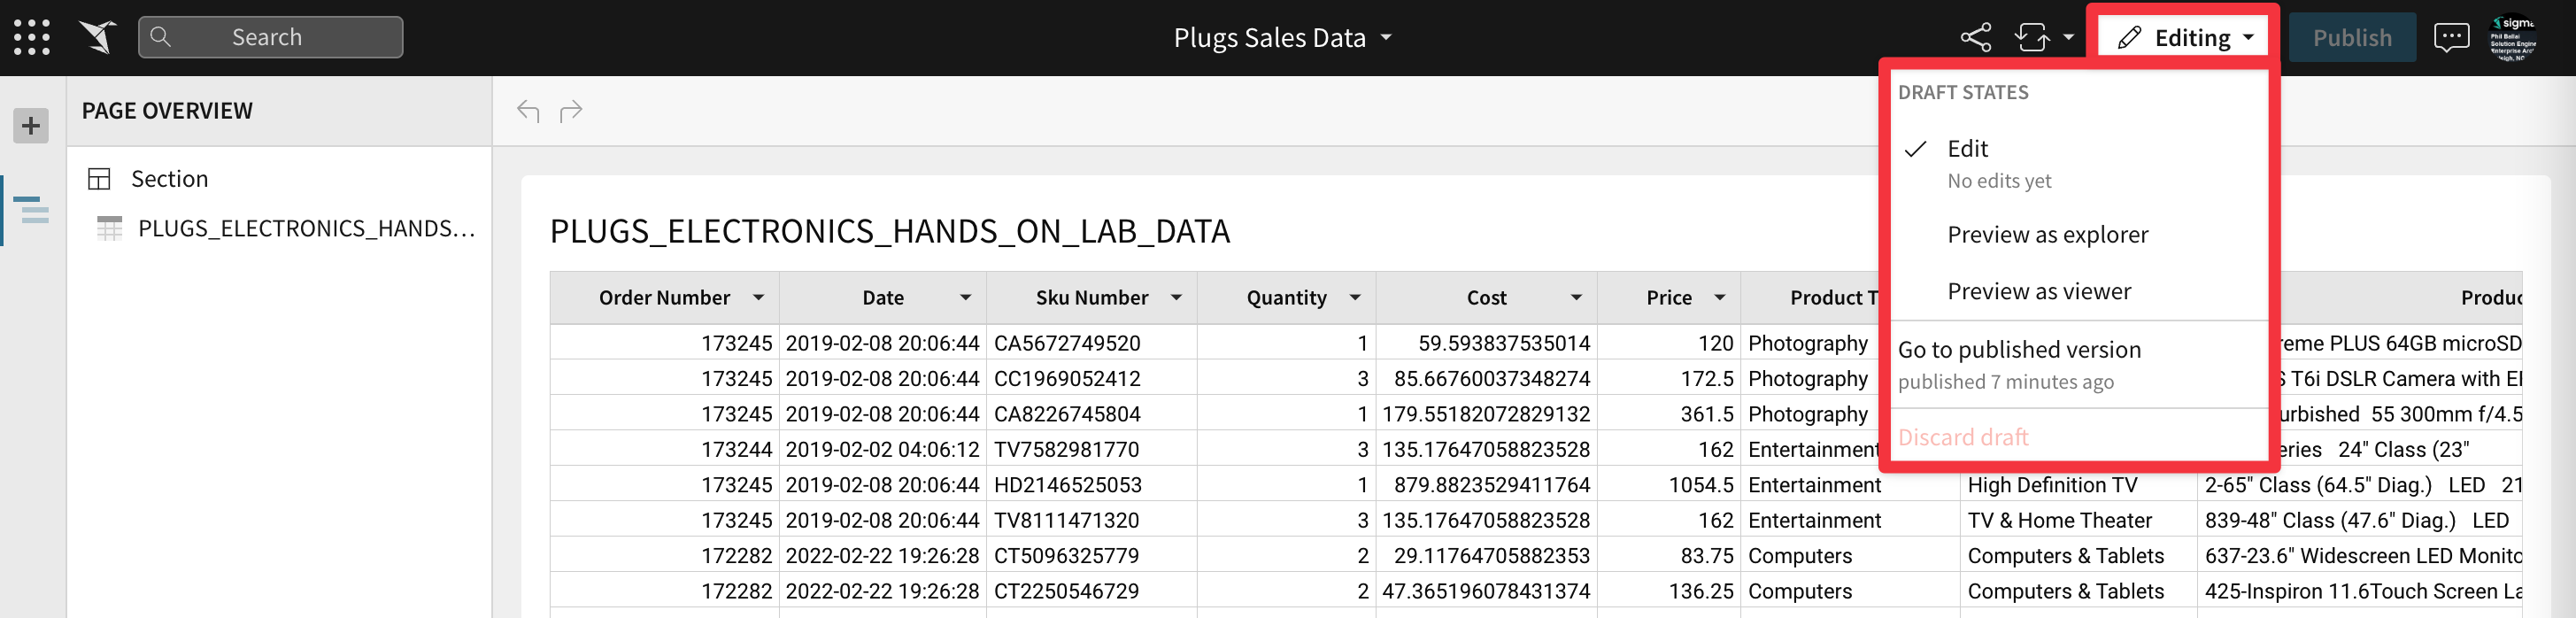 Search
Plugs Sales Data
Editing
Publish
sigma
Phil Ballai
Solution Engine
PAGE OVERVIEW
Section
PLUGS_ELECTRONICS_HANDS...
DRAFT STATES
Edit
No edits yet
Preview as explorer
Preview as viewer
Go to published version
published 7 minutes ago
Discard draft
PLUGS_ELECTRONICS_HANDS_ON_LAB_DATA
Order Number Date Sku Number Quantity Cost Price Product T Produc
173245 2019-02-08 20:06:44 CA5672749520 1 59.593837535014 120 Photography reme PLUS 64GB microSD
173245 2019-02-08 20:06:44 CC1969052412 3 85.66760037348274 172.5 Photography S T6i DSLR Camera with EF
173245 2019-02-08 20:06:44 CA8226745804 1 179.55182072829132 361.5 Photography urbished 55 300mm f/4.5
173244 2019-02-02 04:06:12 TV7582981770 3 135.17647058823528 162 Entertainment eries 24" Class (23"
173245 2019-02-08 20:06:44 HD2146525053 1 879.8823529411764 1054.5 Entertainment High Definition TV 2-65" Class (64.5" Diag.) LED 21
173245 2019-02-08 20:06:44 TV8111471320 3 135.17647058823528 162 Entertainment TV & Home Theater 839-48" Class (47.6" Diag.) LED
172282 2022-02-22 19:26:28 CT5096325779 2 29.11764705882353 83.75 Computers Computers & Tablets 637-23.6" Widescreen LED Monito
172282 2022-02-22 19:26:28 CT2250546729 2 47.365196078431374 136.25 Computers Computers & Tablets 425-Inspiron 11.6Touch Screen La